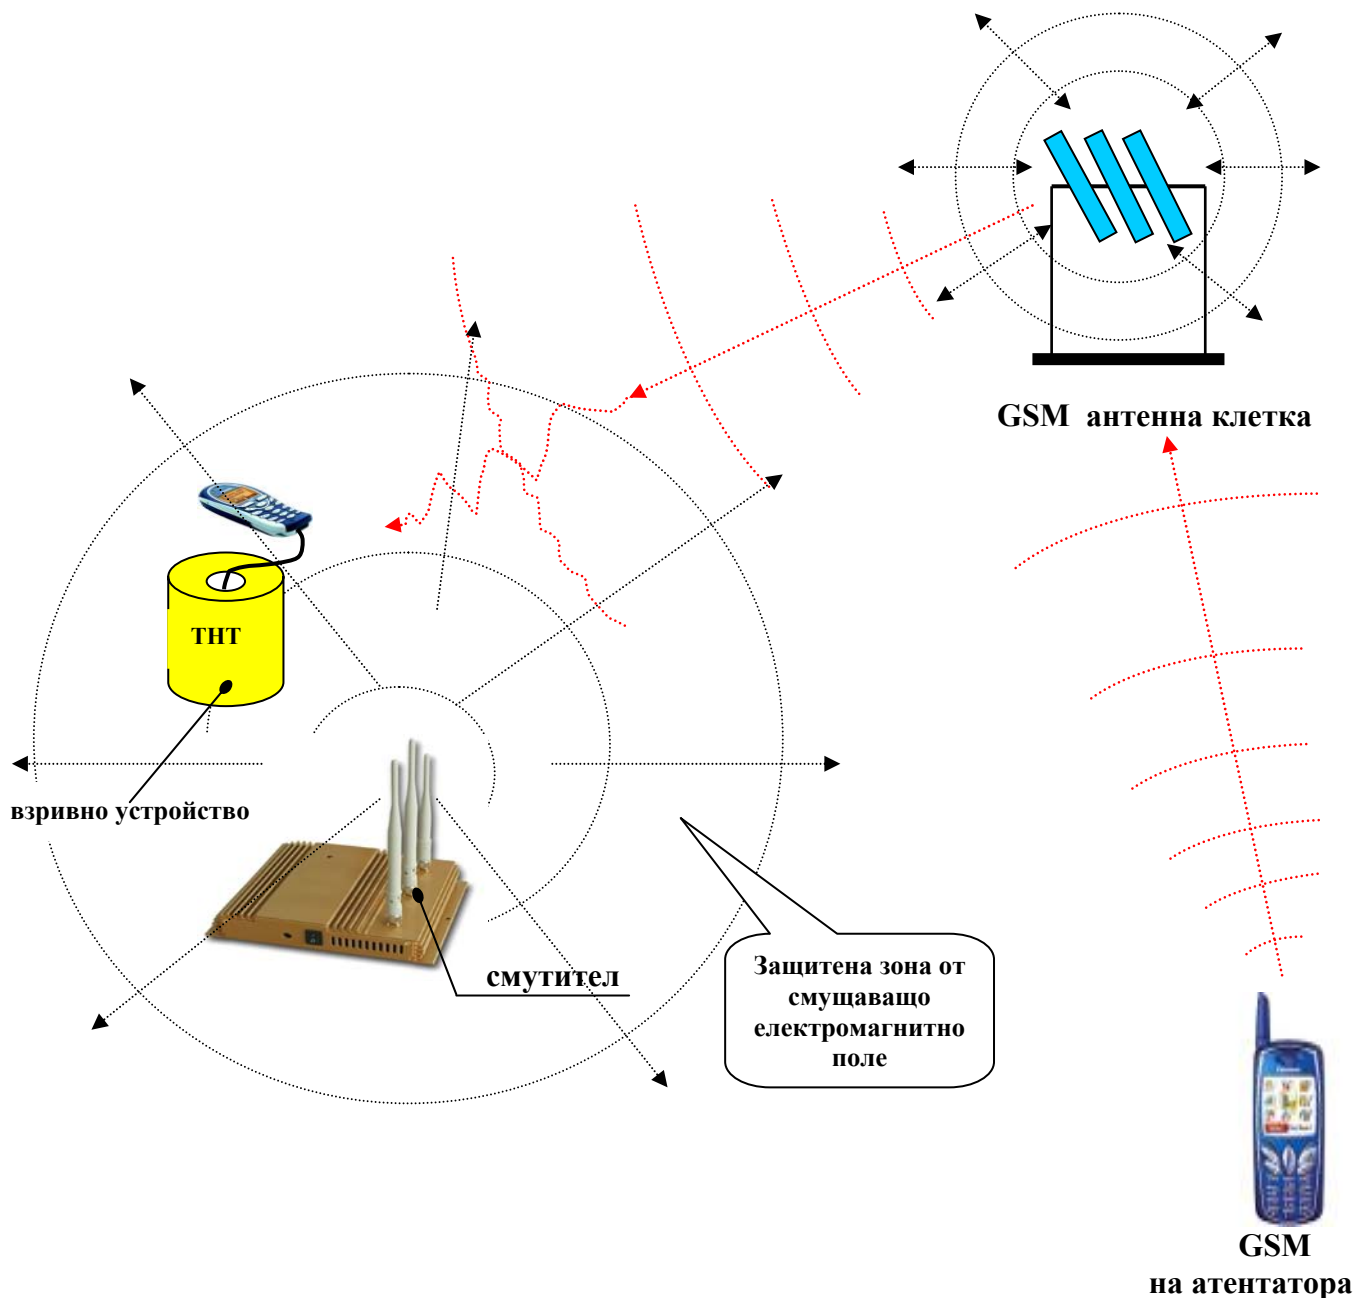 GSM антенна клетка
ТНТ
взривно устройство
смутител
Защитена зона от
смущаващо
електромагнитно
поле
GSM
на атентатора